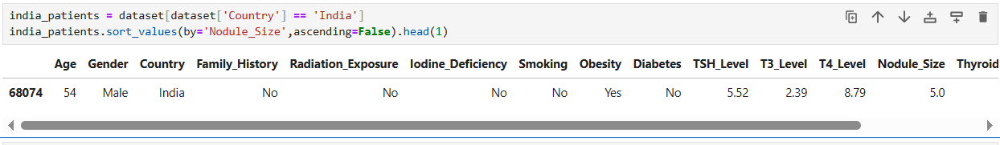 india_patients = dataset[dataset['Country'] == 'India']
india_patients.sort_values(by='Nodule_Size',ascending=False).head(1)
Age Gender Country Family_History Radiation_Exposure Iodine_Deficiency Smoking Obesity Diabetes TSH_Level T3_Level T4_Level Nodule_Size Thyroid
68074 54 Male India No No No No Yes No 5.52 2.39 8.79 5.0